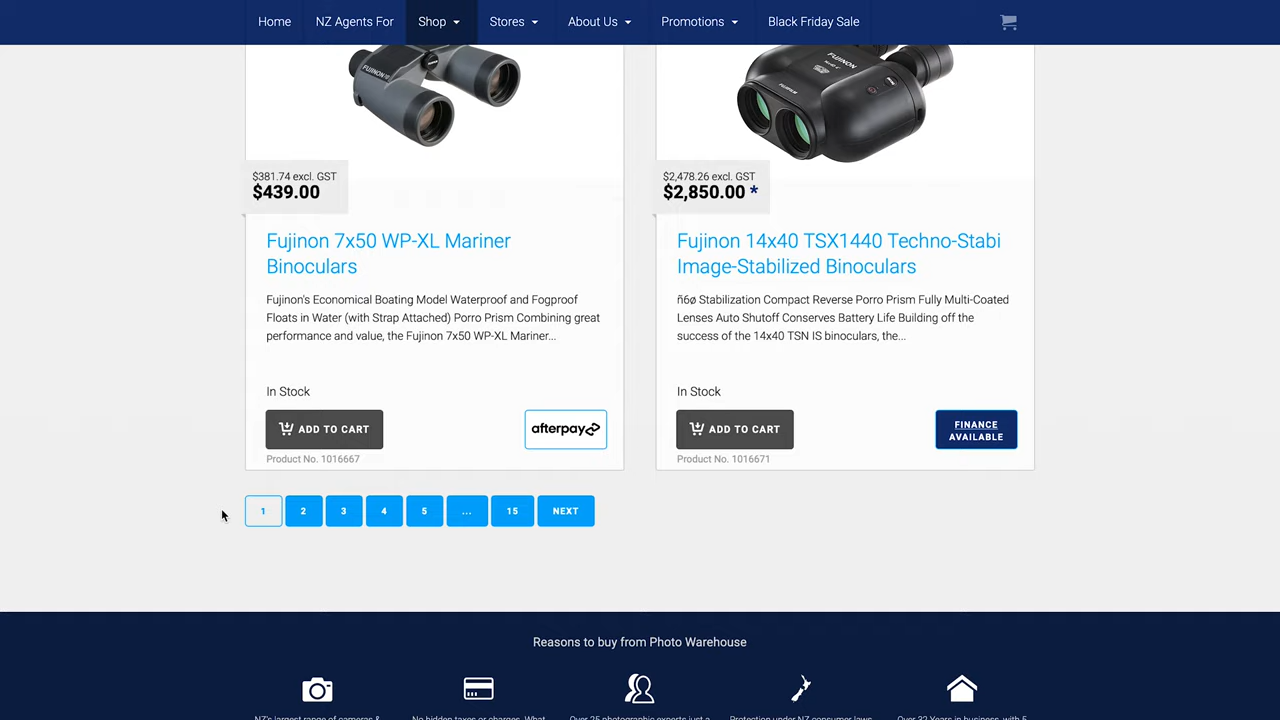 Home
NZ Agents For
Shop
Stores
About Us
Promotions
Black Friday Sale
FUJINON
FUJINON
FUJIFILM
$381.74 excl. GST
$439.00
$2,478.26 excl. GST
$2,850.00 *
Fujinon 7x50 WP-XL Mariner
Binoculars
Fujinon's Economical Boating Model Waterproof and Fogproof
Floats in Water (with Strap Attached) Porro Prism Combining great
performance and value, the Fujinon 7x50 WP-XL Mariner...
In Stock
ADD TO CART
afterpay
Product No. 1016667
Fujinon 14x40 TSX1440 Techno-Stabi
Image-Stabilized Binoculars
ñ6ø Stabilization Compact Reverse Porro Prism Fully Multi-Coated
Lenses Auto Shutoff Conserves Battery Life Building off the
success of the 14x40 TSN IS binoculars, the...
In Stock
ADD TO CART
FINANCE
AVAILABLE
Product No. 1016671
1 2 3 4 5 ... 15 NEXT
Reasons to buy from Photo Warehouse
NZ's largest range of cameras &
No hidden taxes or charges. What
Over 25 photographic experts just a
Protection under NZ consumer laws
Over 32 Years in business, with 5